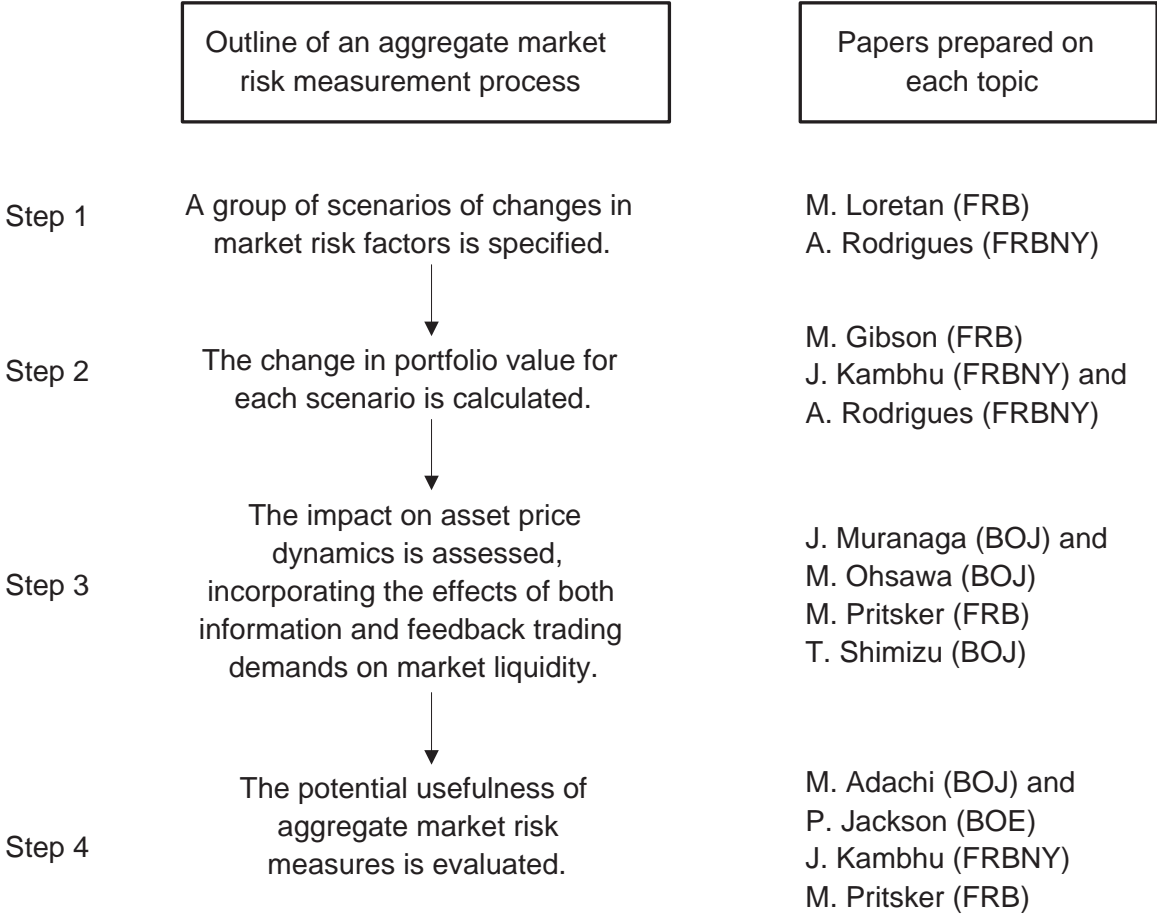 Outline of an aggregate market
risk measurement process
Papers prepared on
each topic
Step 1
A group of scenarios of changes in
market risk factors is specified.
M. Loretan (FRB)
A. Rodrigues (FRBNY)
Step 2
The change in portfolio value for
each scenario is calculated.
M. Gibson (FRB)
J. Kambhu (FRBNY) and
A. Rodrigues (FRBNY)
Step 3
The impact on asset price
dynamics is assessed,
incorporating the effects of both
information and feedback trading
demands on market liquidity.
J. Muranaga (BOJ) and
M. Ohsawa (BOJ)
M. Pritsker (FRB)
T. Shimizu (BOJ)
Step 4
The potential usefulness of
aggregate market risk
measures is evaluated.
M. Adachi (BOJ) and
P. Jackson (BOE)
J. Kambhu (FRBNY)
M. Pritsker (FRB)